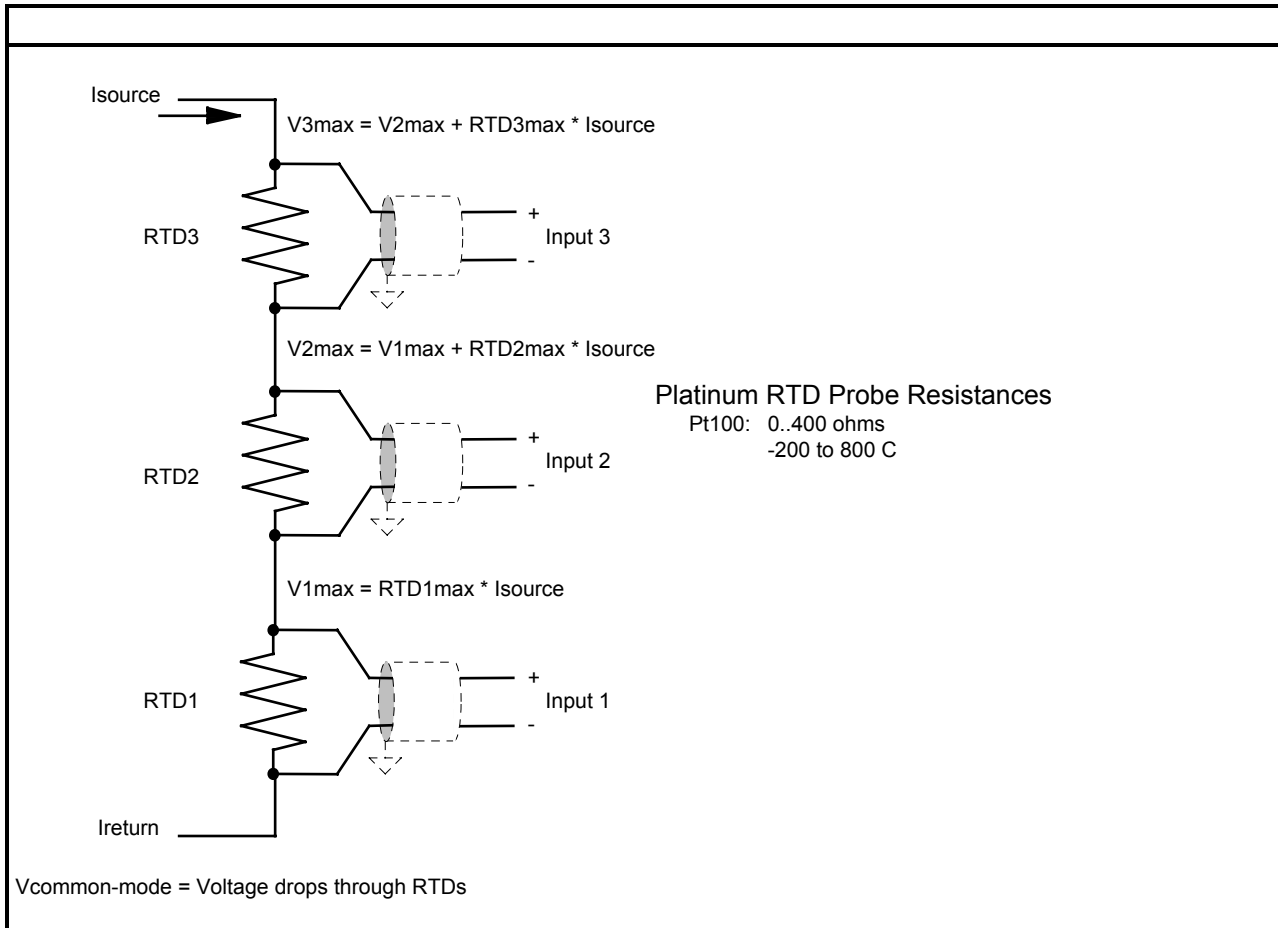 Isource
V3max = V2max + RTD3max * Isource
+
RTD3
Input 3
-
V2max = V1max + RTD2max * Isource
Platinum RTD Probe Resistances
Pt100: 0..400 ohms
-200 to 800 C
+
RTD2
Input 2
-
V1max = RTD1max * Isource
+
RTD1
Input 1
-
Ireturn
Vcommon-mode = Voltage drops through RTDs